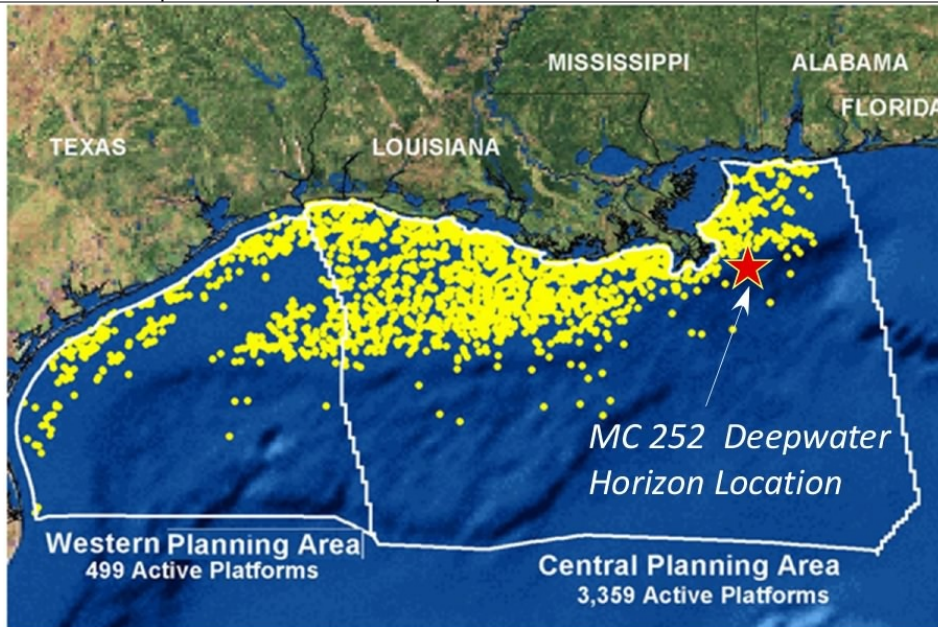 MISSISSIPPI
ALABAMA
FLORIDA
TEXAS
LOUISIANA
MC 252 Deepwater
Horizon Location
Western Planning Area
499 Active Platforms
Central Planning Area
3,359 Active Platforms